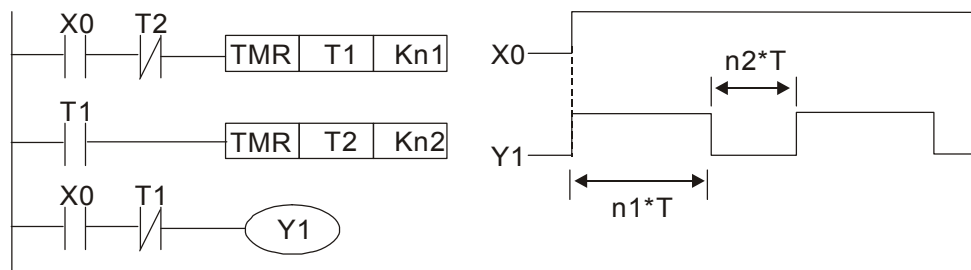 X0 T2
TMR T1 Kn1
T1
TMR T2 Kn2
X0 T1
Y1
X0
n2*T
Y1
n1*T